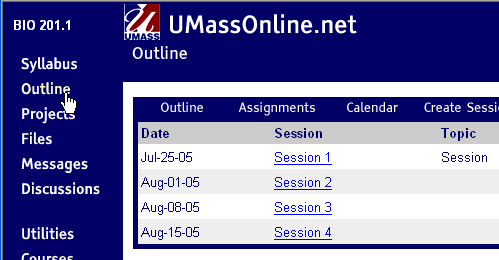 BIO 201.1
UMASS
UMassOnline.net
Outline
Syllabus
Outline
Projects
Files
Messages
Discussions
Utilities
Courses
Outline Assignments Calendar Create Sessi
Date Session Topic
Jul-25-05 Session 1 Session
Aug-01-05 Session 2
Aug-08-05 Session 3
Aug-15-05 Session 4